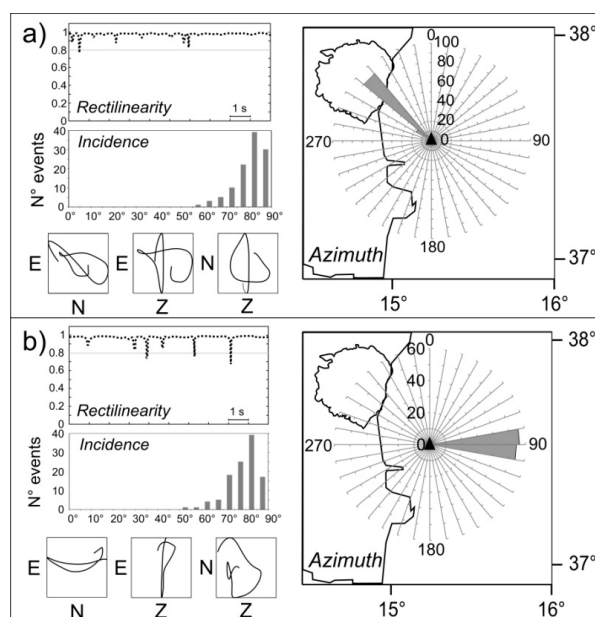 a)
1
0.8
0.6
0.4
0.2
0
Rectilinearity
1 s
N° events
40
30
20
10
0
Incidence
0° 10° 20° 30° 40° 50° 60° 70° 80° 90°
E
N
E
Z
N
Z
0
100
80
60
40
20
0
270
90
180
Azimuth
38°
37°
15°
16°
b)
1
0.8
0.6
0.4
0.2
0
Rectilinearity
1 s
N° events
40
30
20
10
0
Incidence
0° 10° 20° 30° 40° 50° 60° 70° 80° 90°
E
N
E
Z
N
Z
0
60
40
20
0
270
90
180
Azimuth
38°
37°
15°
16°